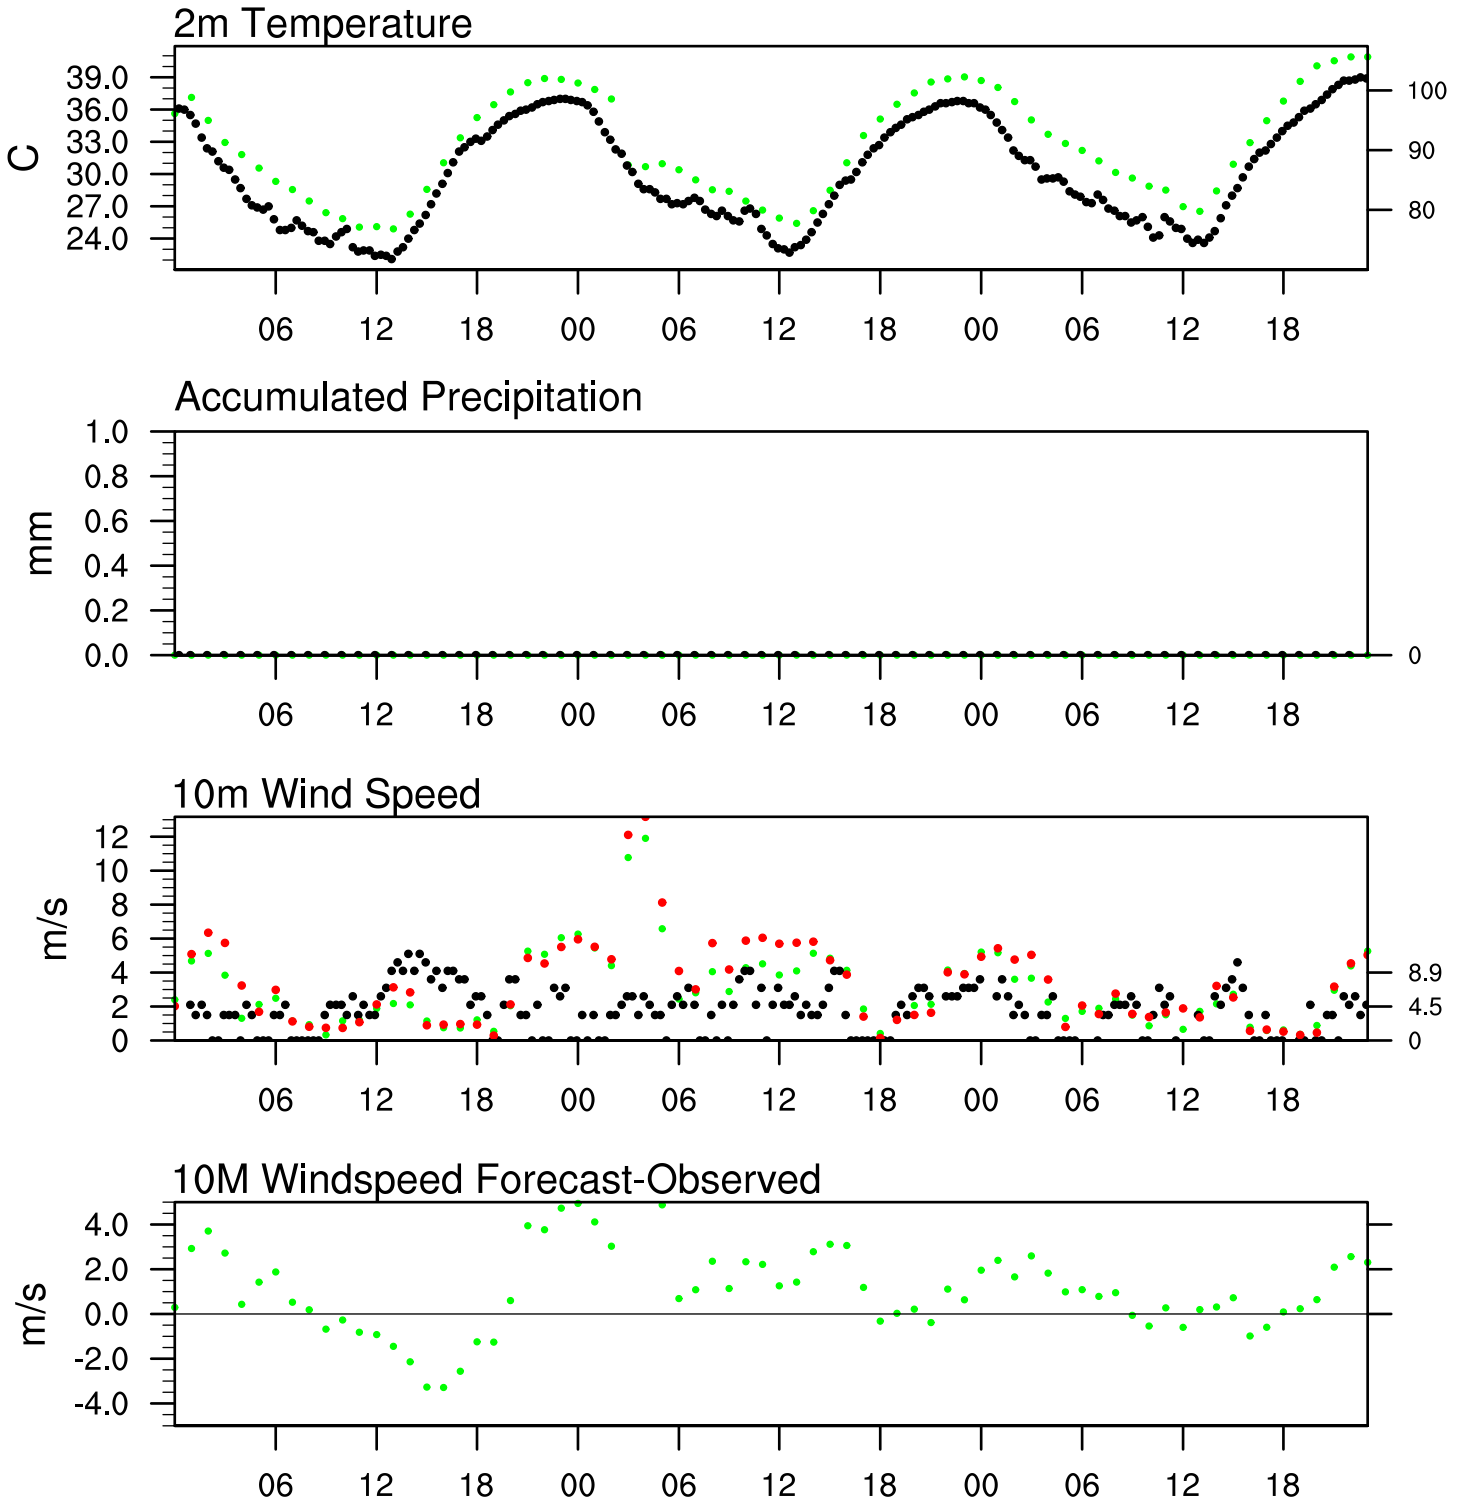 2m Temperature
39.0
36.0
33.0
30.0
27.0
24.0
C
100
90
80
06 12 18 00 06 12 18 00 06 12 18
Accumulated Precipitation
1.0
0.8
0.6
0.4
0.2
0.0
mm
0
06 12 18 00 06 12 18 00 06 12 18
10m Wind Speed
12
10
8
6
4
2
0
m/s
8.9
4.5
0
06 12 18 00 06 12 18 00 06 12 18
10M Windspeed Forecast-Observed
4.0
2.0
0.0
-2.0
-4.0
m/s
06 12 18 00 06 12 18 00 06 12 18